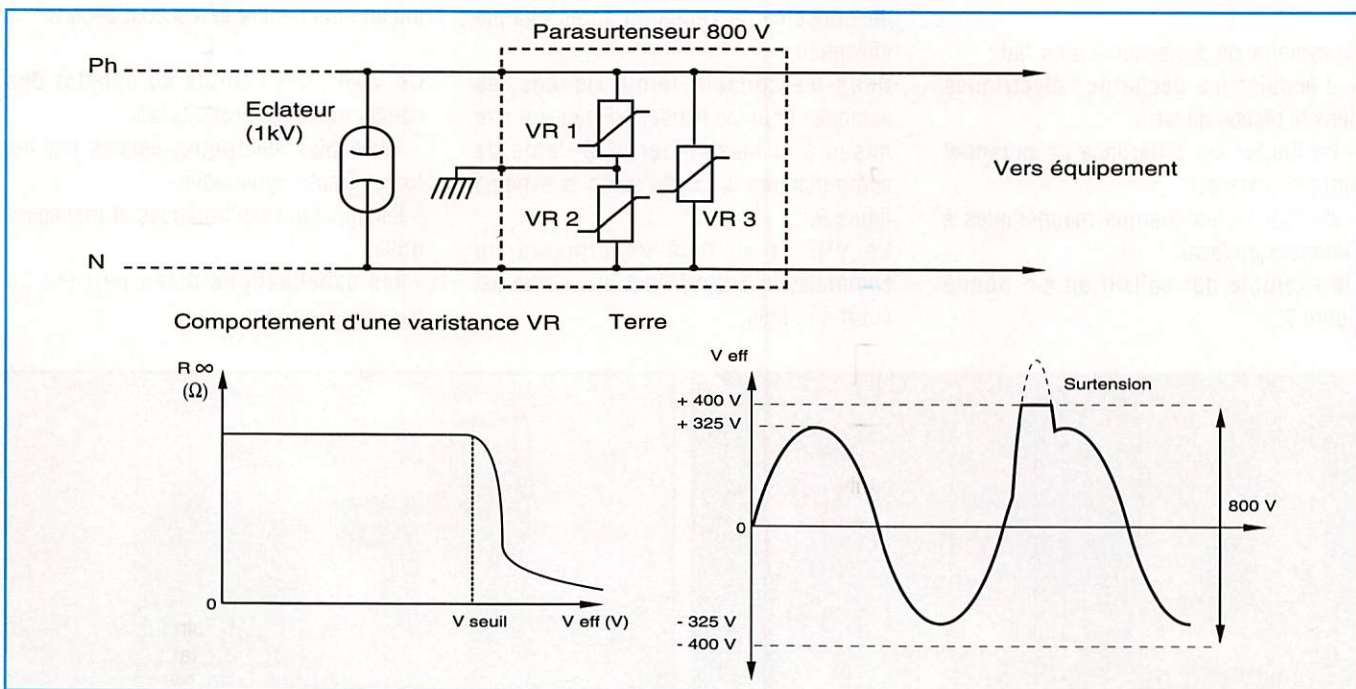 Parasurtenseur 800 V
Ph
Eclateur
(1kV)
VR 1
VR 2
VR 3
Vers équipement
N
Comportement d'une varistance VR
Terre
R ∞
(Ω)
0
V seuil
V eff (V)
V eff
+ 400 V
+ 325 V
0
- 325 V
- 400 V
Surtension
800 V